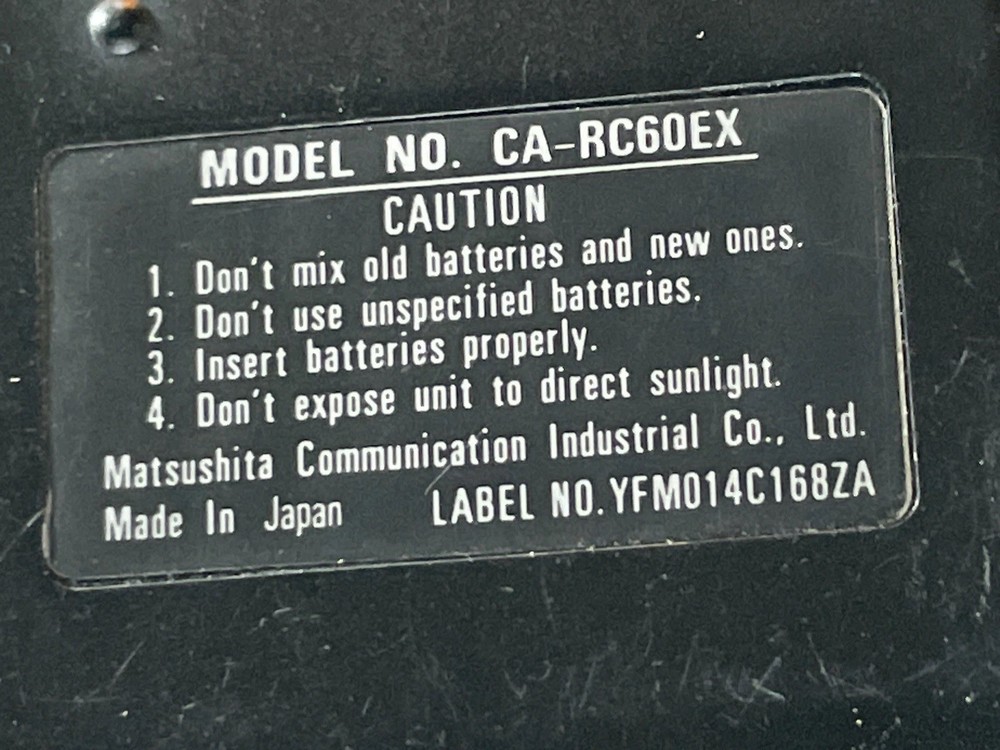 MODEL NO. CA-RC60EX
CAUTION
1. Don't mix old batteries and new ones.
2. Don't use unspecified batteries.
3. Insert batteries properly.
4. Don't expose unit to direct sunlight.
Matsushita Communication Industrial Co., Ltd.
Made In Japan LABEL NO.YFM014C168ZA